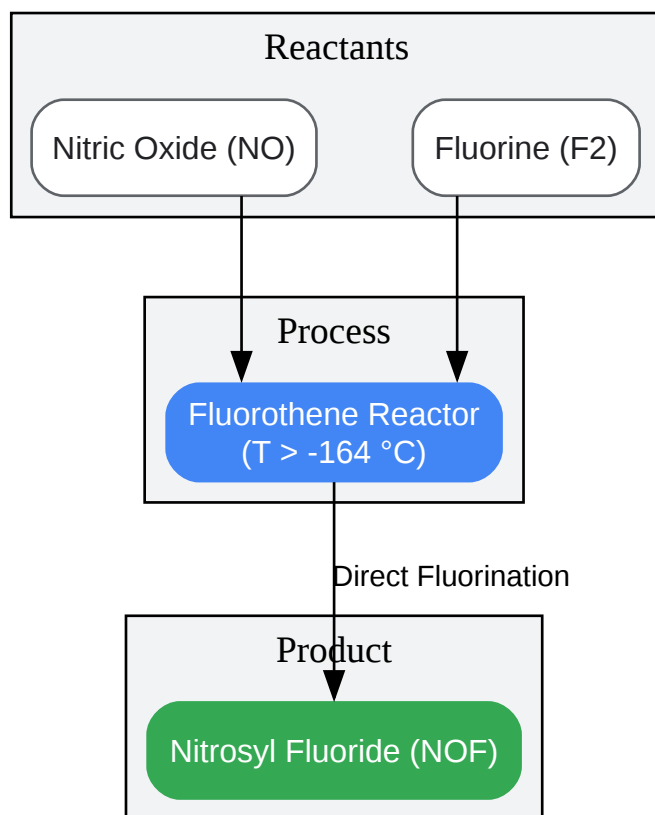 Reactants
Nitric Oxide (NO)
Fluorine (F2)
Process
Fluorothene Reactor
(T > -164 °C)
Direct Fluorination
Product
Nitrosyl Fluoride (NOF)